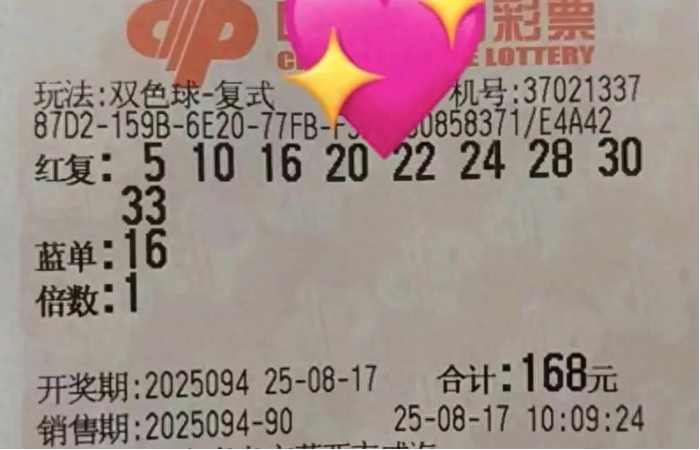 彩票
LOTTERY
玩法:双色球-复式 机号:37021337
87D2-159B-6E20-77FB-F 00858371/E4A42
红复: 5 10 16 20 22 24 28 30
33
蓝单:16
倍数:1
开奖期:2025094 25-08-17 合计:168元
销售期:2025094-90 25-08-17 10:09:24